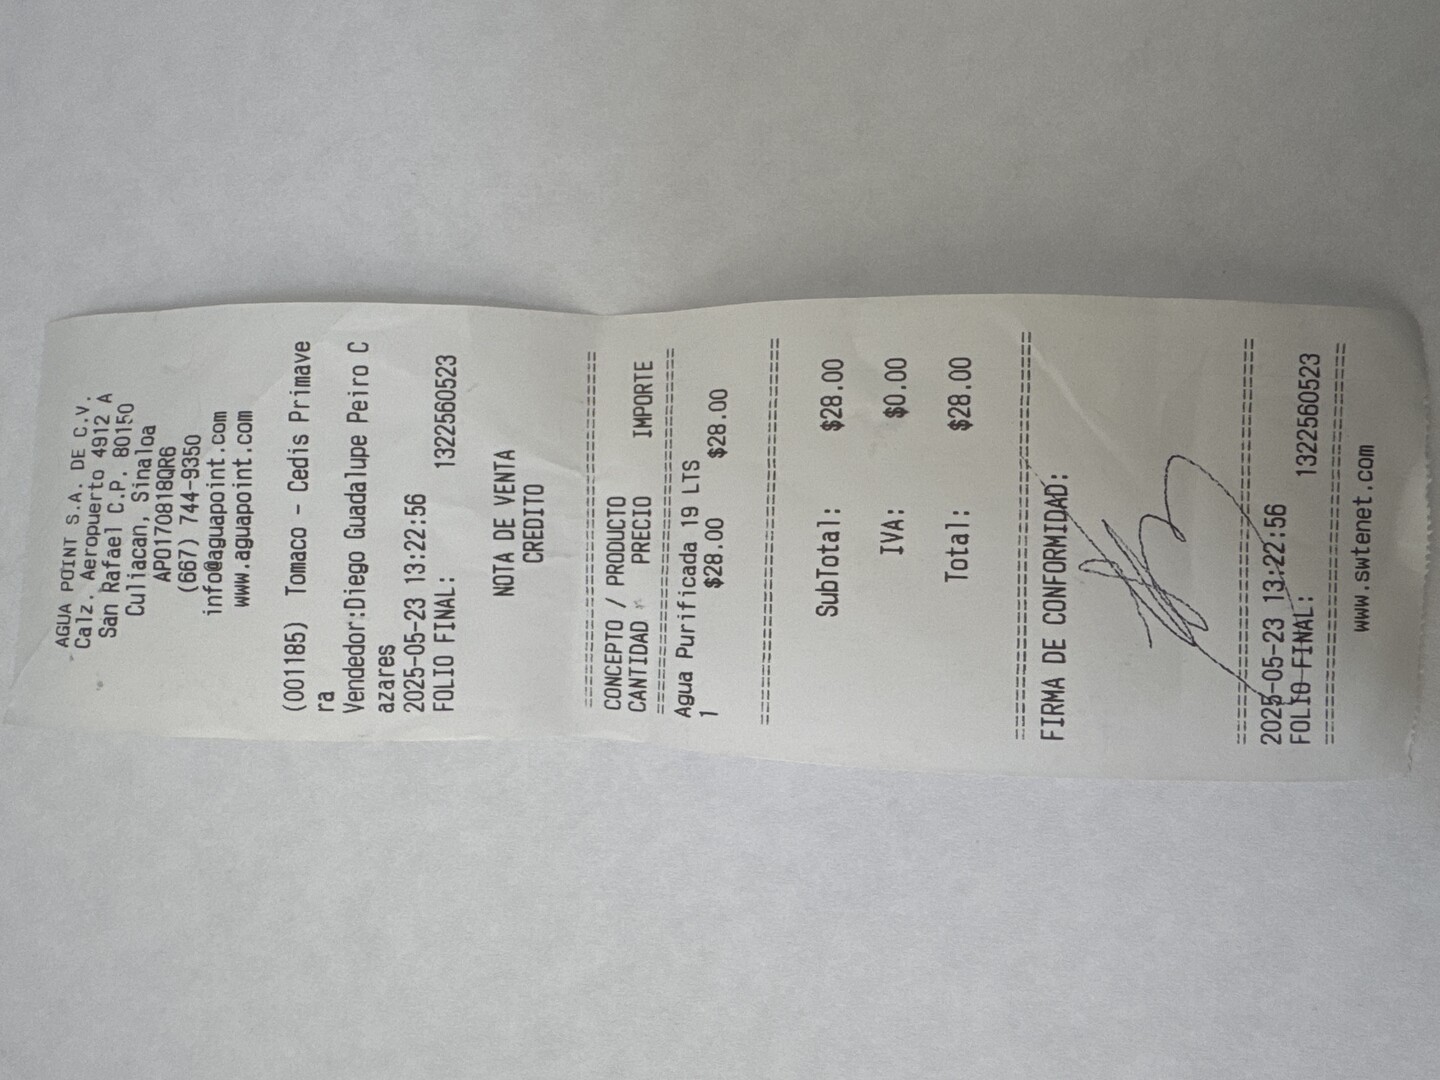 AGUA POINT S.A. DE C.V.
Calz. Aeropuerto 4912 A
San Rafael C.P. 80150
Culiacan, Sinaloa
APO170818QR6
(667) 744-9350
info@aguapoint.com
www.aguapoint.com
(001185) Tomaco - Cedis Primave
ra
Vendedor:Diego Guadalupe Peiro C
azares
2025-05-23 13:22:56
FOLIO FINAL: 1322560523
NOTA DE VENTA
CREDITO
================================
CONCEPTO / PRODUCTO
CANTIDAD PRECIO IMPORTE
================================
Agua Purificada 19 LTS
1 $28.00 $28.00
================================
SubTotal: $28.00
IVA: $0.00
Total: $28.00
================================
FIRMA DE CONFORMIDAD:
================================
2025-05-23 13:22:56
FOLIO FINAL: 1322560523
================================
www.swtenet.com